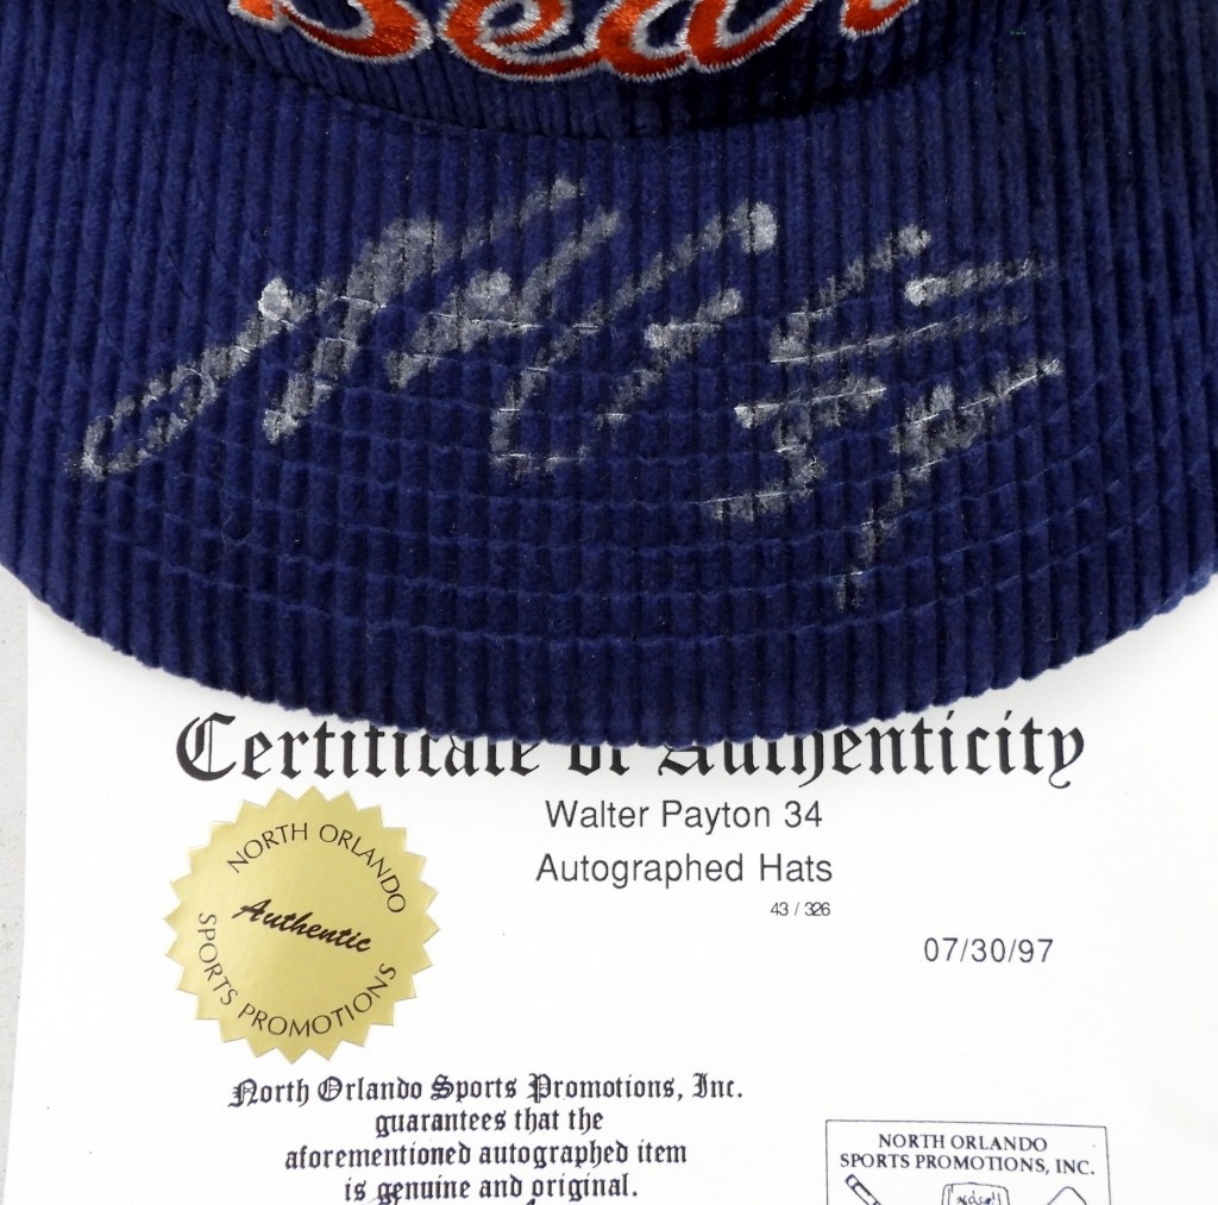 Bear
Certificate of Authenticity
Walter Payton 34
Autographed Hats
43 / 326
07/30/97
NORTH ORLANDO
Authentic
SPORTS PROMOTIONS
North Orlando Sports Promotions, Inc.
guarantees that the
aforementioned autographed item
is genuine and original.
NORTH ORLANDO
SPORTS PROMOTIONS, INC.